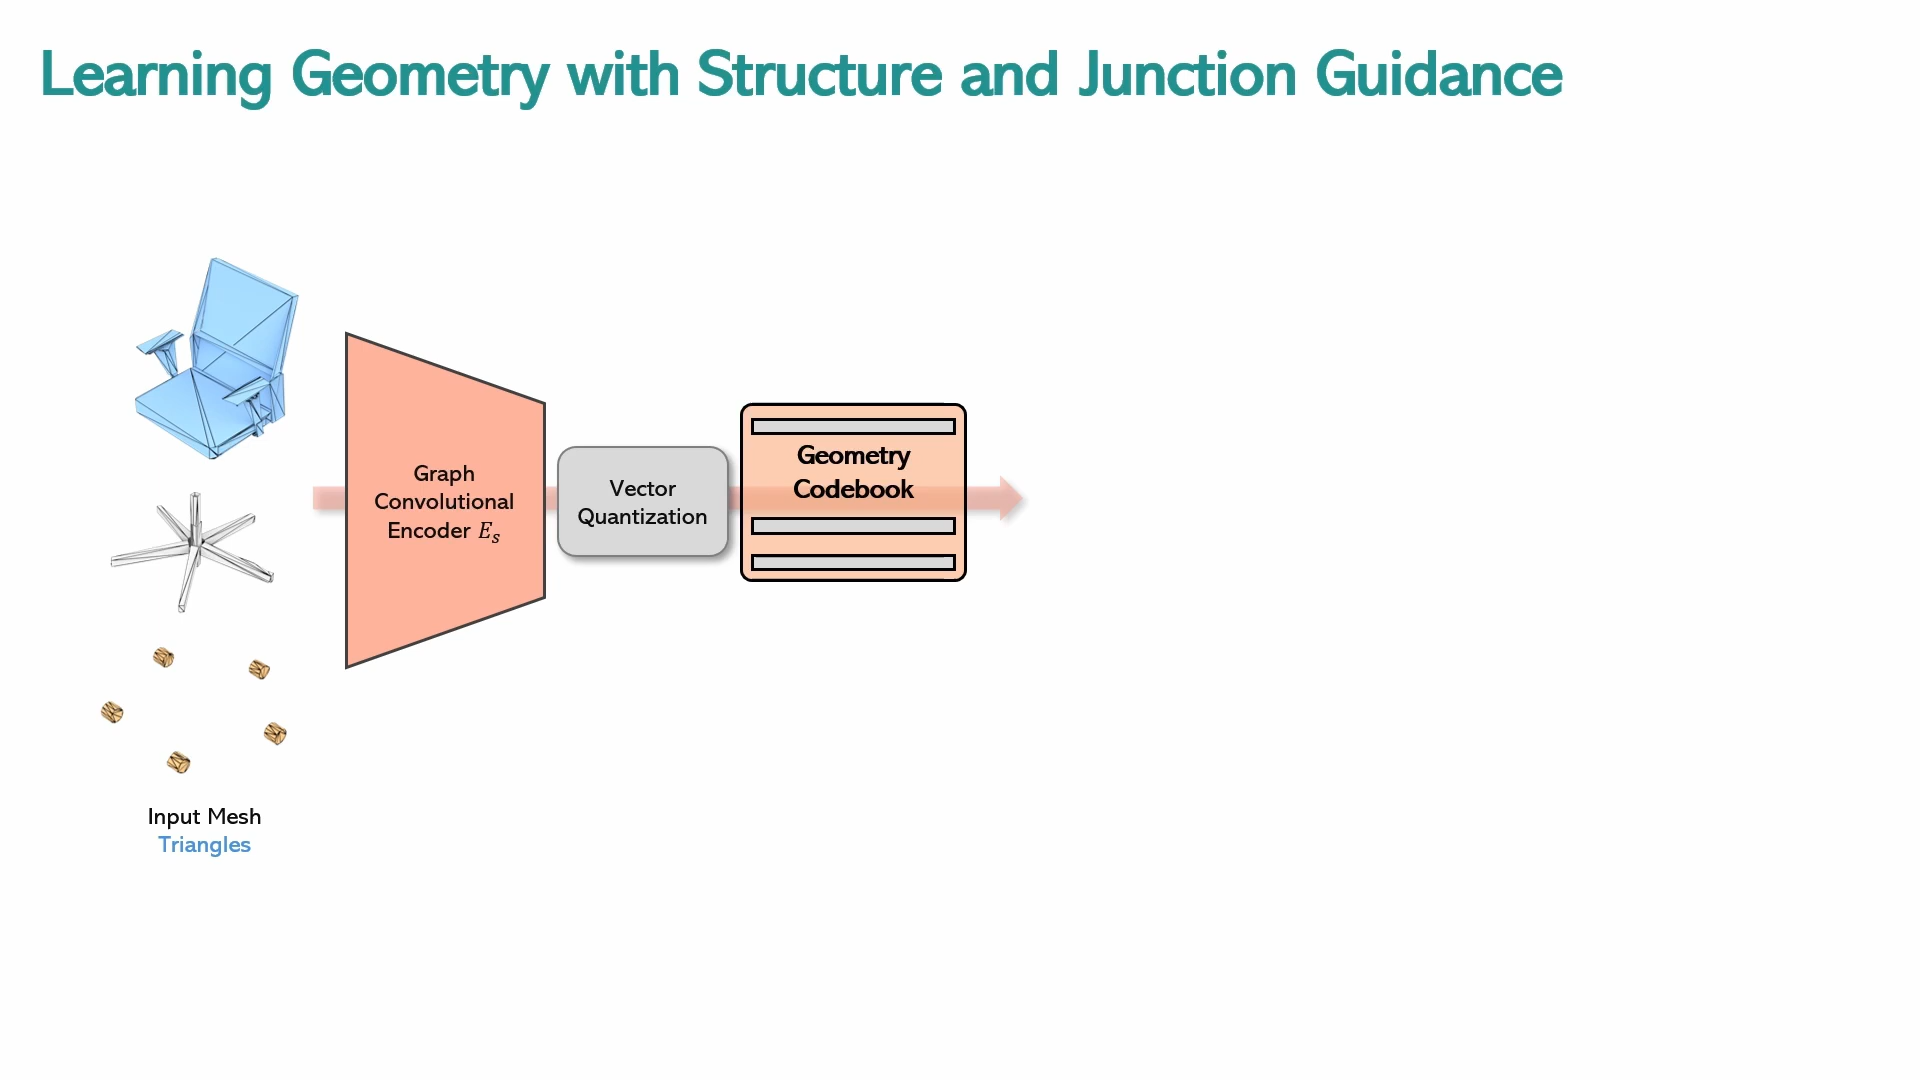 Learning Geometry with Structure and Junction Guidance
Graph
Convolutional
Encoder E_s
Vector
Quantization
Geometry
Codebook
Input Mesh
Triangles